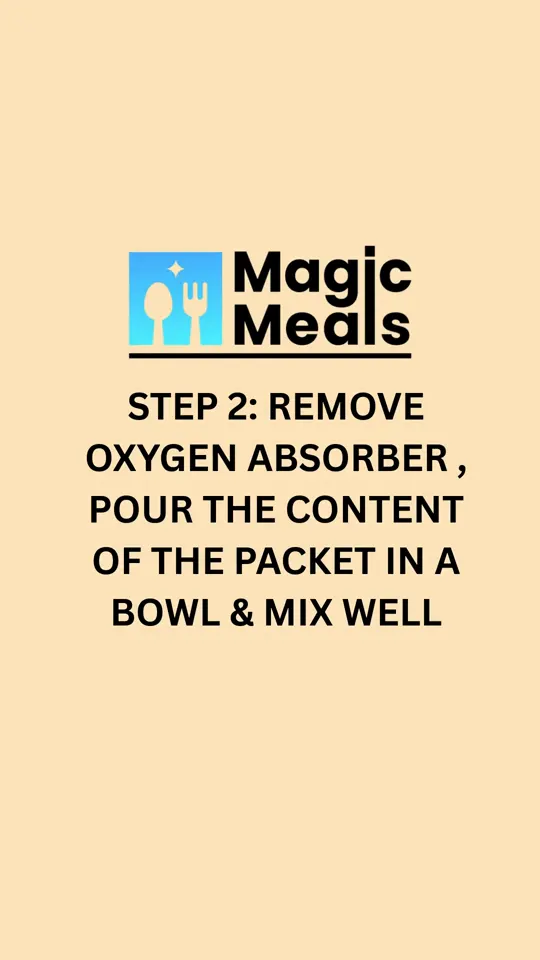 Magic
Meals
STEP 2: REMOVE
OXYGEN ABSORBER ,
POUR THE CONTENT
OF THE PACKET IN A
BOWL & MIX WELL